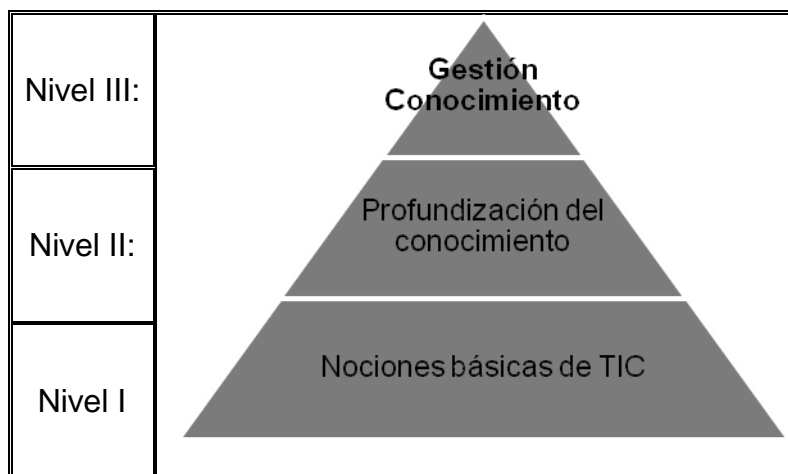 Nivel III:
Gestión
Conocimiento
Nivel II:
Profundización del
conocimiento
Nivel I
Nociones básicas de TIC